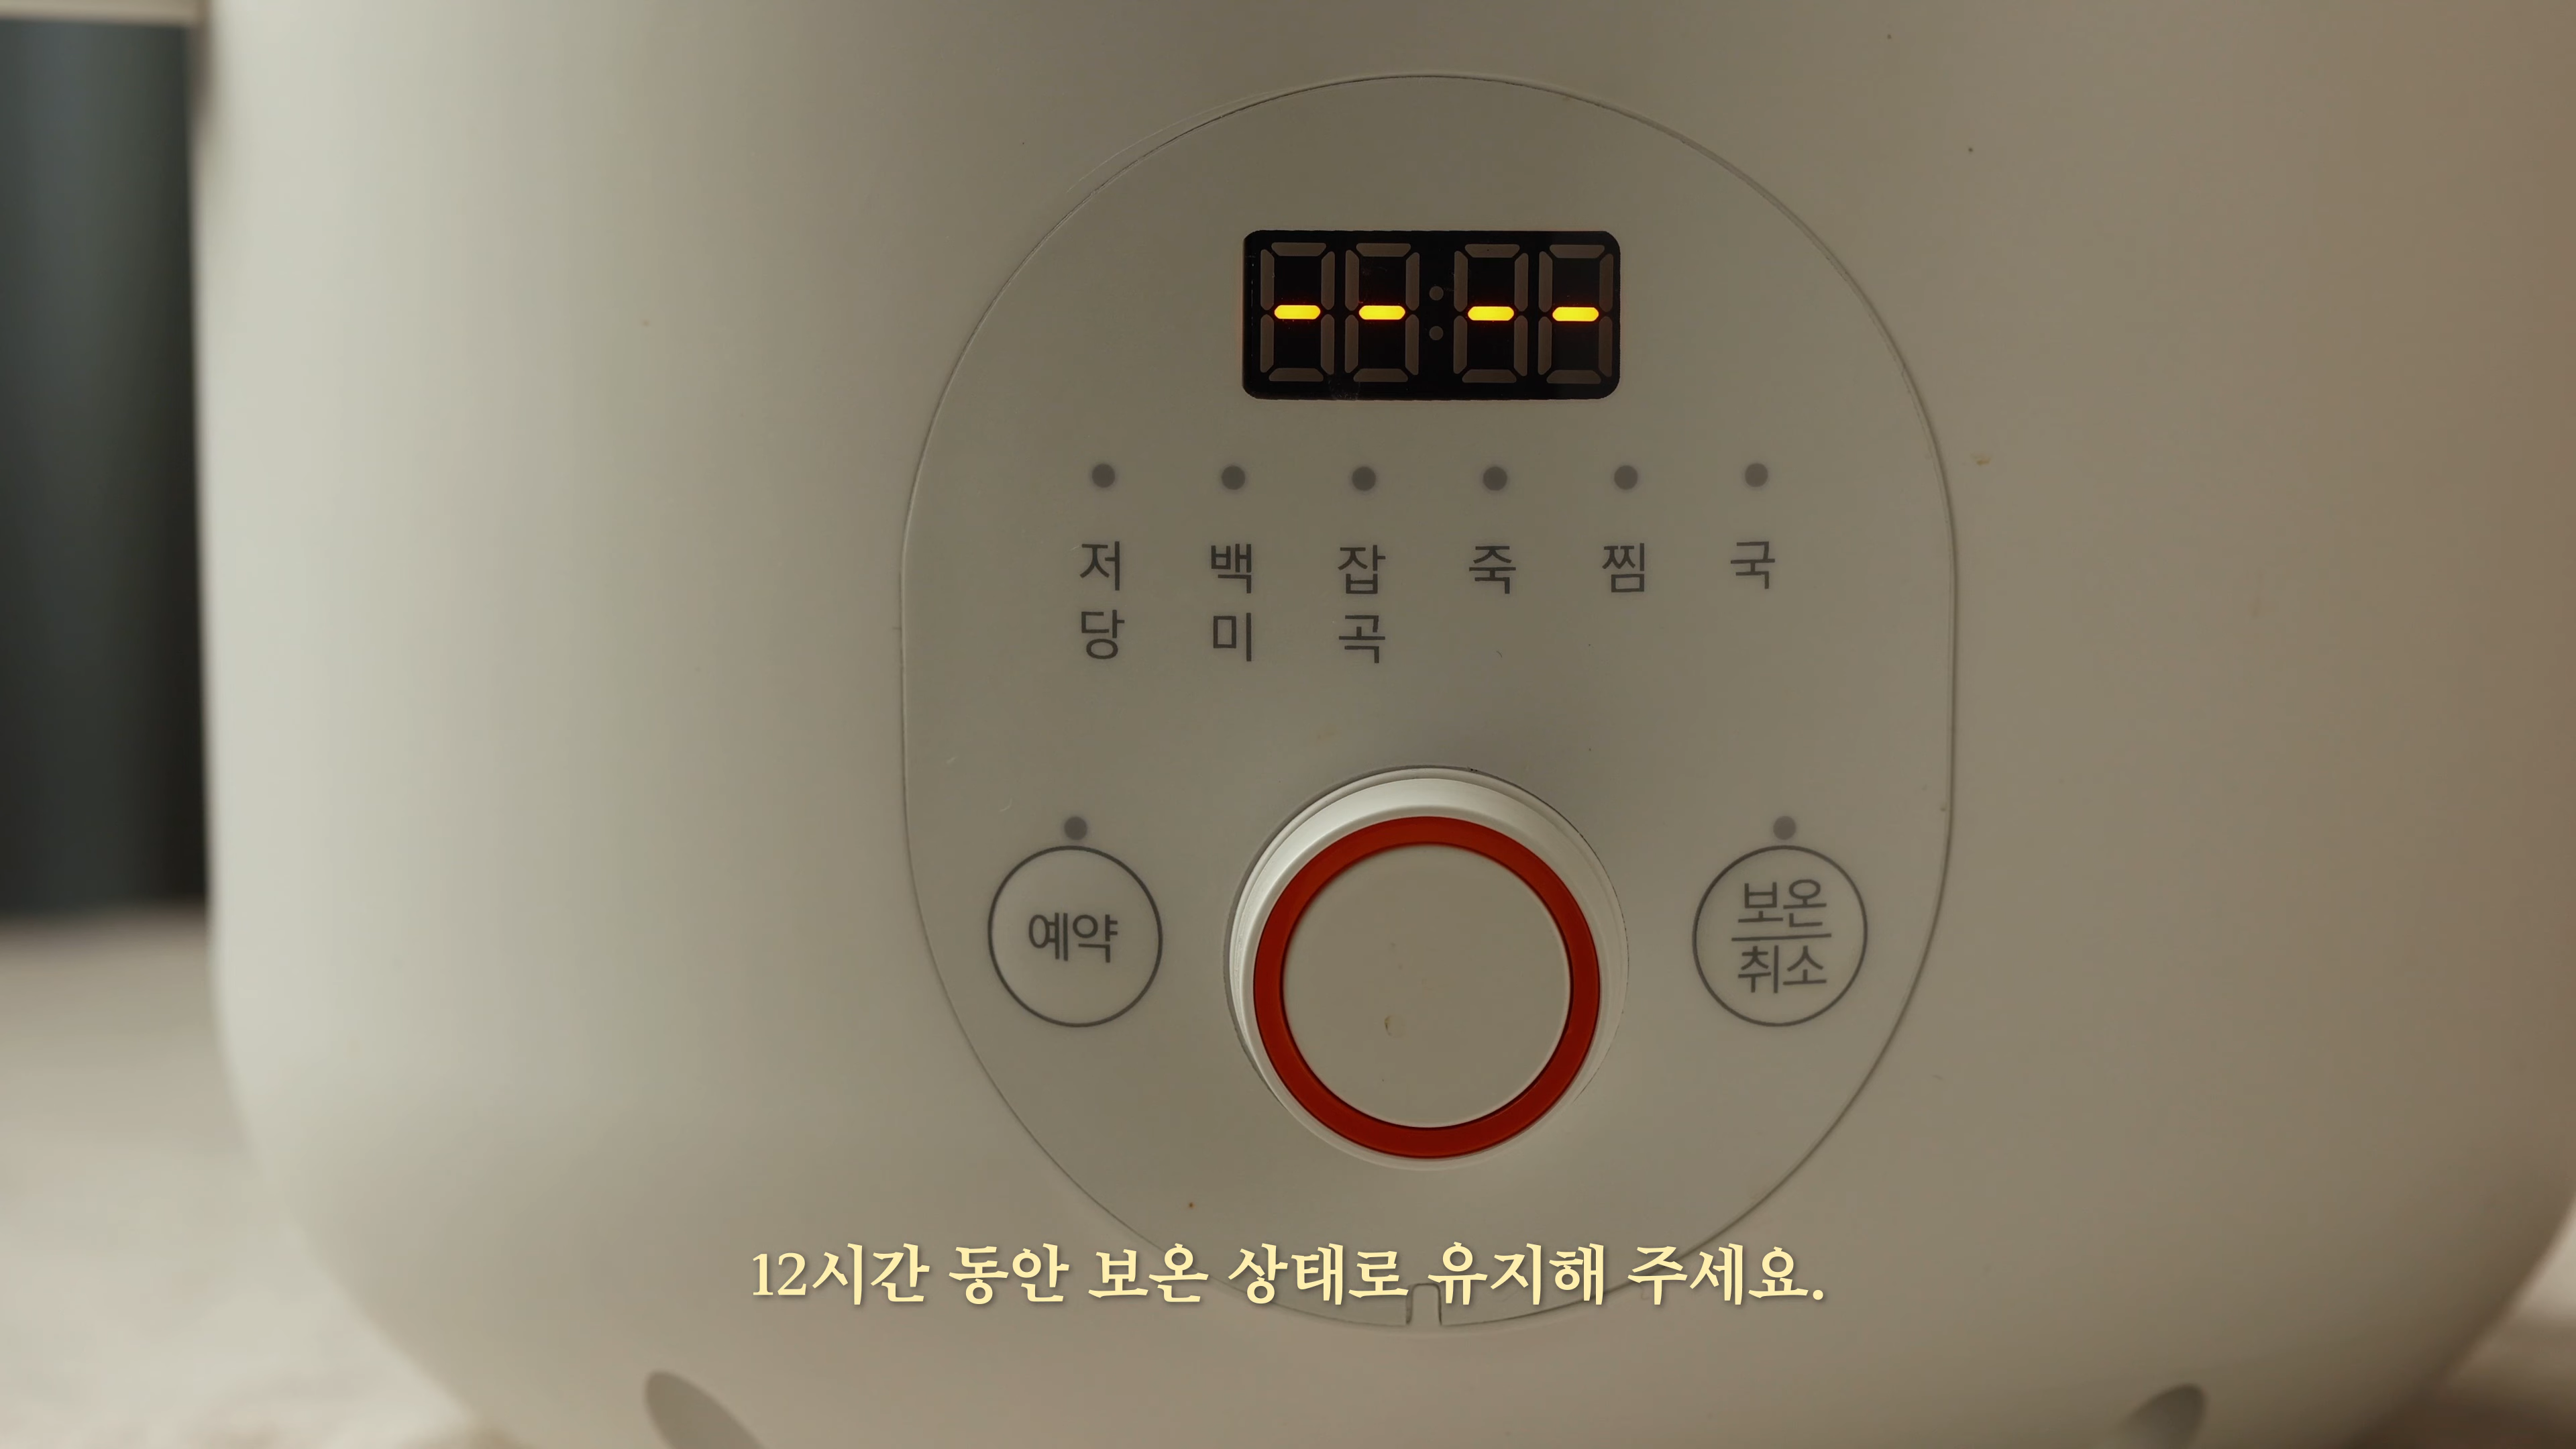 --:--
저당 백미 잡곡 죽 찜 국
예약
보온
취소
12시간 동안 보온 상태로 유지해 주세요.